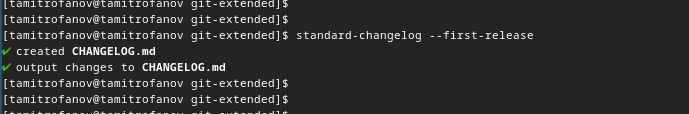 [tamitrofanov@tamitrofanov git-extended]$
[tamitrofanov@tamitrofanov git-extended]$
[tamitrofanov@tamitrofanov git-extended]$ standard-changelog --first-release
✔ created CHANGELOG.md
✔ output changes to CHANGELOG.md
[tamitrofanov@tamitrofanov git-extended]$
[tamitrofanov@tamitrofanov git-extended]$
[tamitrofanov@tamitrofanov git-extended]$